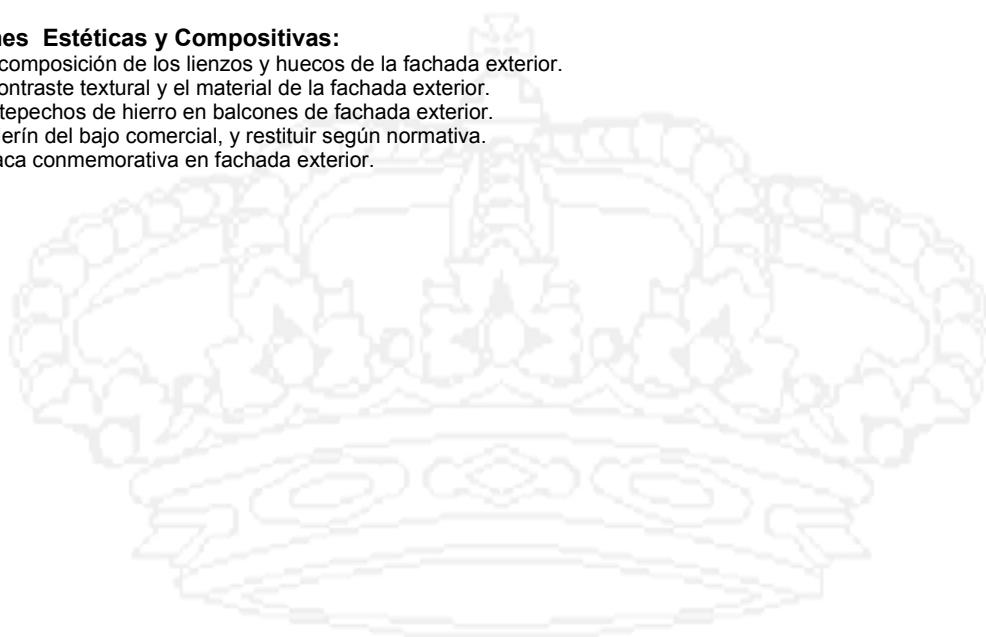 nes Estéticas y Compositivas:
composición de los lienzos y huecos de la fachada exterior.
ontraste textural y el material de la fachada exterior.
tepechos de hierro en balcones de fachada exterior.
erín del bajo comercial, y restituir según normativa.
aca conmemorativa en fachada exterior.